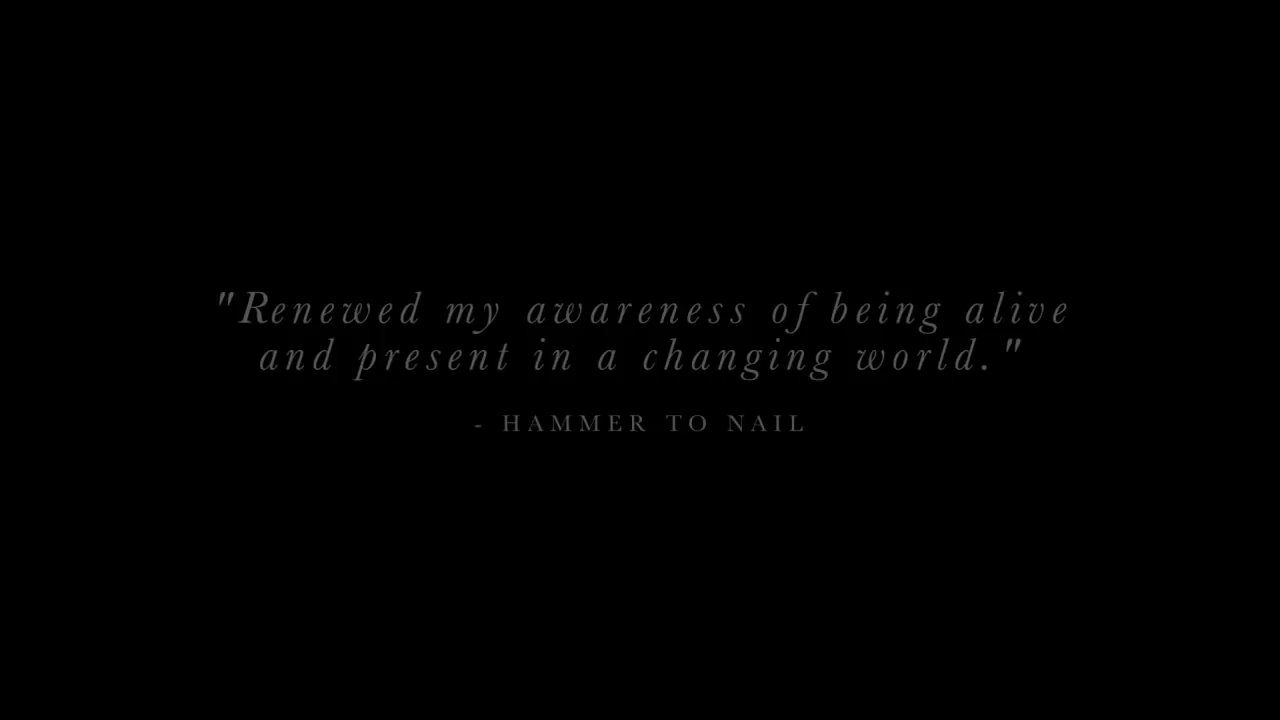 "Renewed my awareness of being alive
and present in a changing world."
- HAMMER TO NAIL